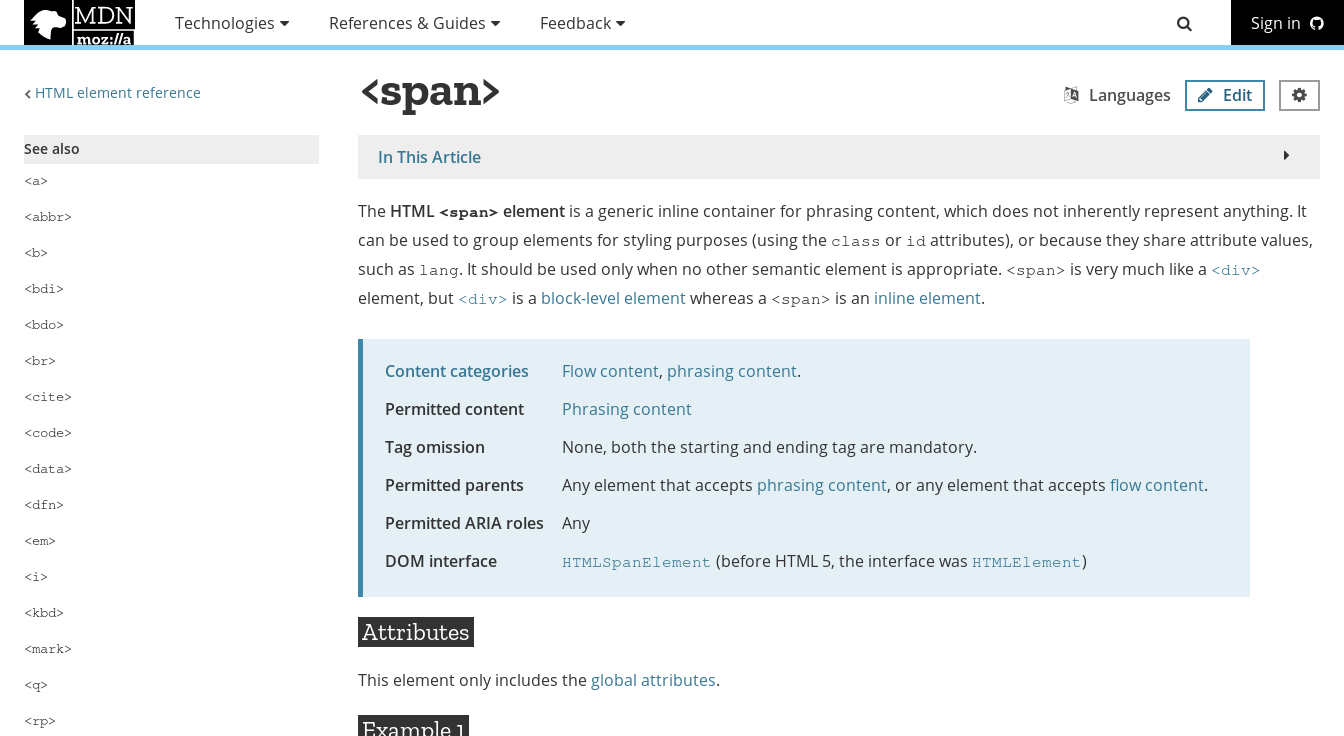 MDN
moz://a
Technologies
References & Guides
Feedback
Sign in
HTML element reference
See also
<a>
<abbr>
<b>
<bdi>
<bdo>
<br>
<cite>
<code>
<data>
<dfn>
<em>
<i>
<kbd>
<mark>
<q>
<rp>
<span>
Languages
Edit
In This Article
The HTML <span> element is a generic inline container for phrasing content, which does not inherently represent anything. It
can be used to group elements for styling purposes (using the class or id attributes), or because they share attribute values,
such as lang. It should be used only when no other semantic element is appropriate. <span> is very much like a <div>
element, but <div> is a block-level element whereas a <span> is an inline element.
Content categories Flow content, phrasing content.
Permitted content Phrasing content
Tag omission None, both the starting and ending tag are mandatory.
Permitted parents Any element that accepts phrasing content, or any element that accepts flow content.
Permitted ARIA roles Any
DOM interface HTMLSpanElement (before HTML 5, the interface was HTMLElement)
Attributes
This element only includes the global attributes.
Example 1